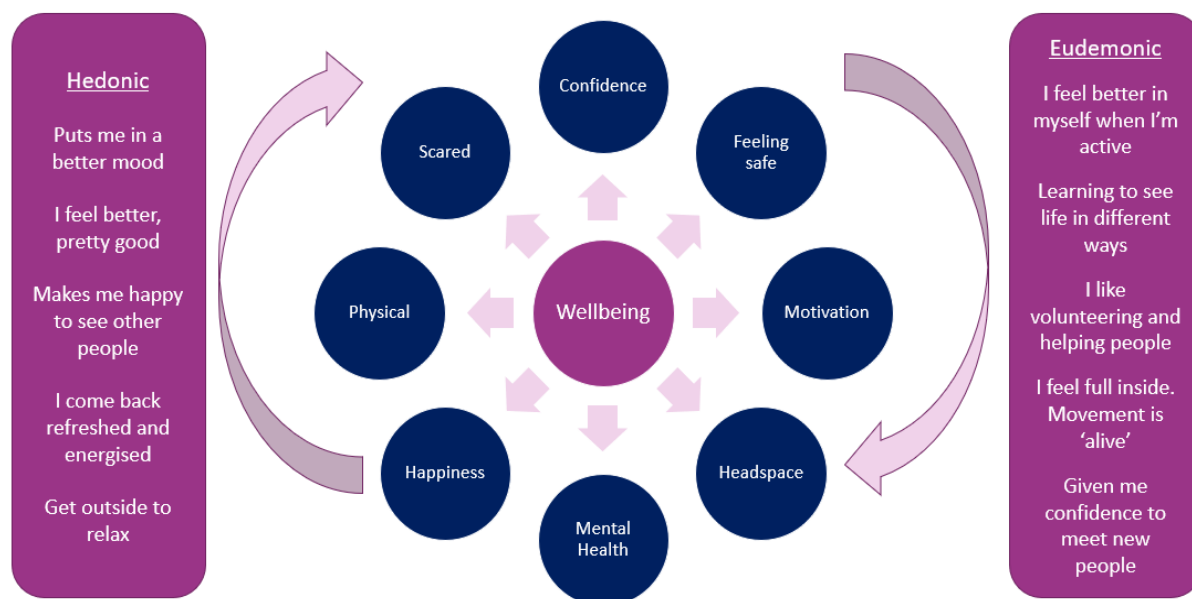 Hedonic
Puts me in a
better mood
I feel better,
pretty good
Makes me happy
to see other
people
I come back
refreshed and
energised
Get outside to
relax
Confidence
Scared
Feeling
safe
Physical
Wellbeing
Motivation
Happiness
Headspace
Mental
Health
Eudemonic
I feel better in
myself when I’m
active
Learning to see
life in different
ways
I like
volunteering and
helping people
I feel full inside.
Movement is
‘alive’
Given me
confidence to
meet new
people